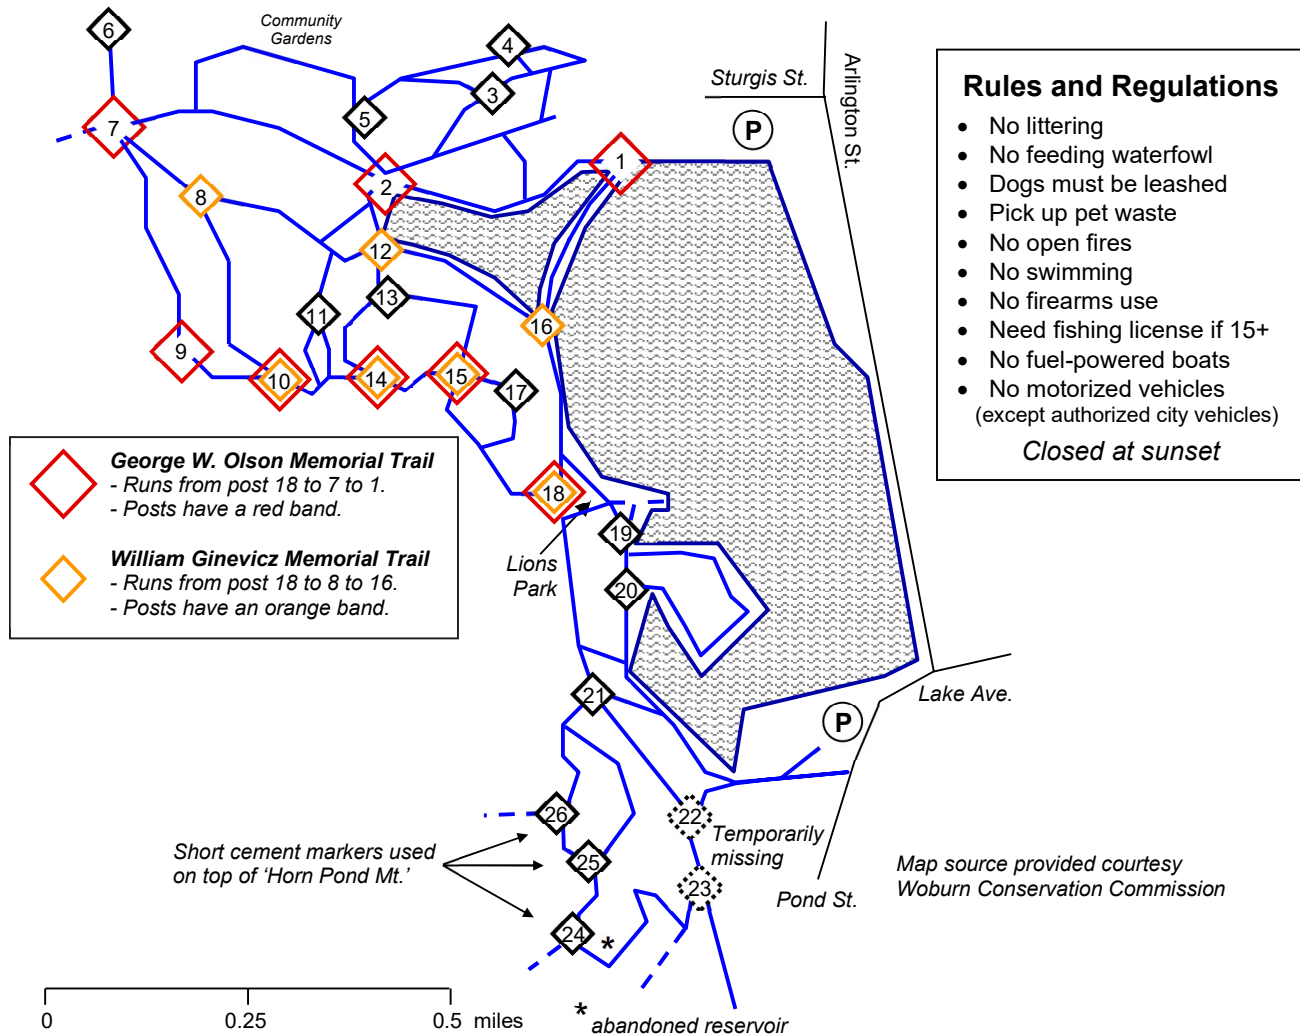 6
Community
Gardens
4
Sturgis St.
Arlington St.
3
5
P
7
1
2
8
12
13
11
16
9
10
14
15
17
18
19
Lions
Park
20
21
Lake Ave.
P
26
22
Temporarily
missing
25
23
24
*
Pond St.
Rules and Regulations
• No littering
• No feeding waterfowl
• Dogs must be leashed
• Pick up pet waste
• No open fires
• No swimming
• No firearms use
• Need fishing license if 15+
• No fuel-powered boats
• No motorized vehicles
(except authorized city vehicles)
Closed at sunset
George W. Olson Memorial Trail
- Runs from post 18 to 7 to 1.
- Posts have a red band.
William Ginevicz Memorial Trail
- Runs from post 18 to 8 to 16.
- Posts have an orange band.
Short cement markers used
on top of ‘Horn Pond Mt.’
Map source provided courtesy
Woburn Conservation Commission
0 0.25 0.5 miles
* abandoned reservoir